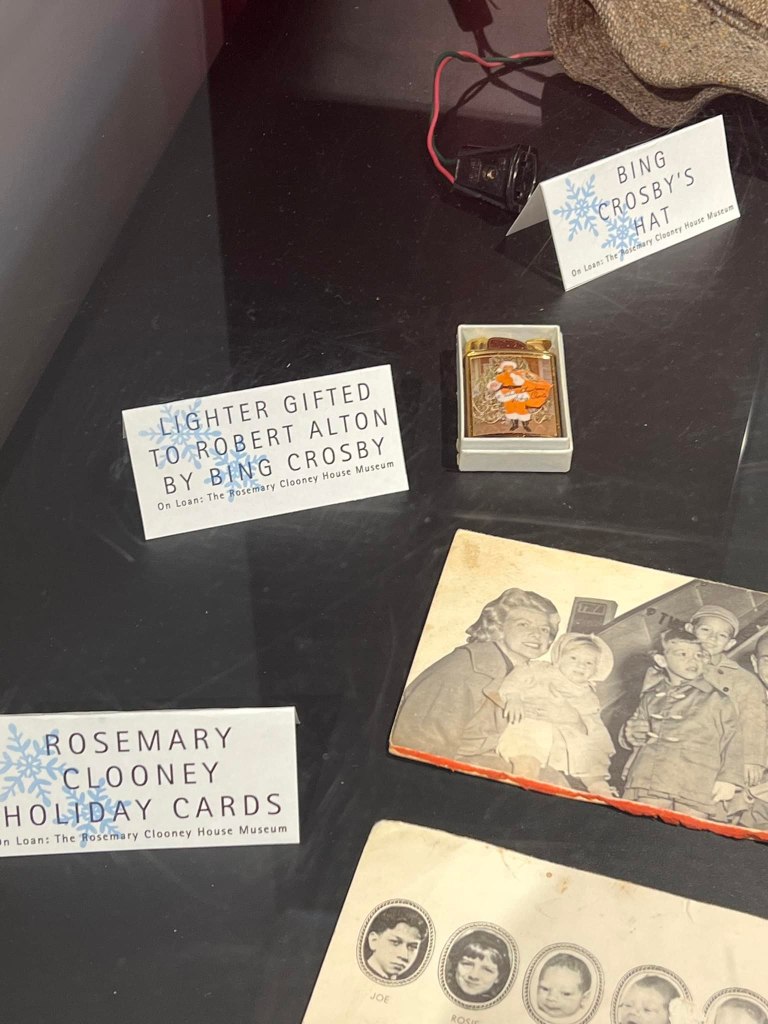 BING
CROSBY'S
HAT
On Loan: The Rosemary Clooney House Museum
LIGHTER GIFTED
TO ROBERT ALTON
BY BING CROSBY
On Loan: The Rosemary Clooney House Museum
ROSEMARY
CLOONEY
HOLIDAY CARDS
On Loan: The Rosemary Clooney House Museum
JOE
ROSIE